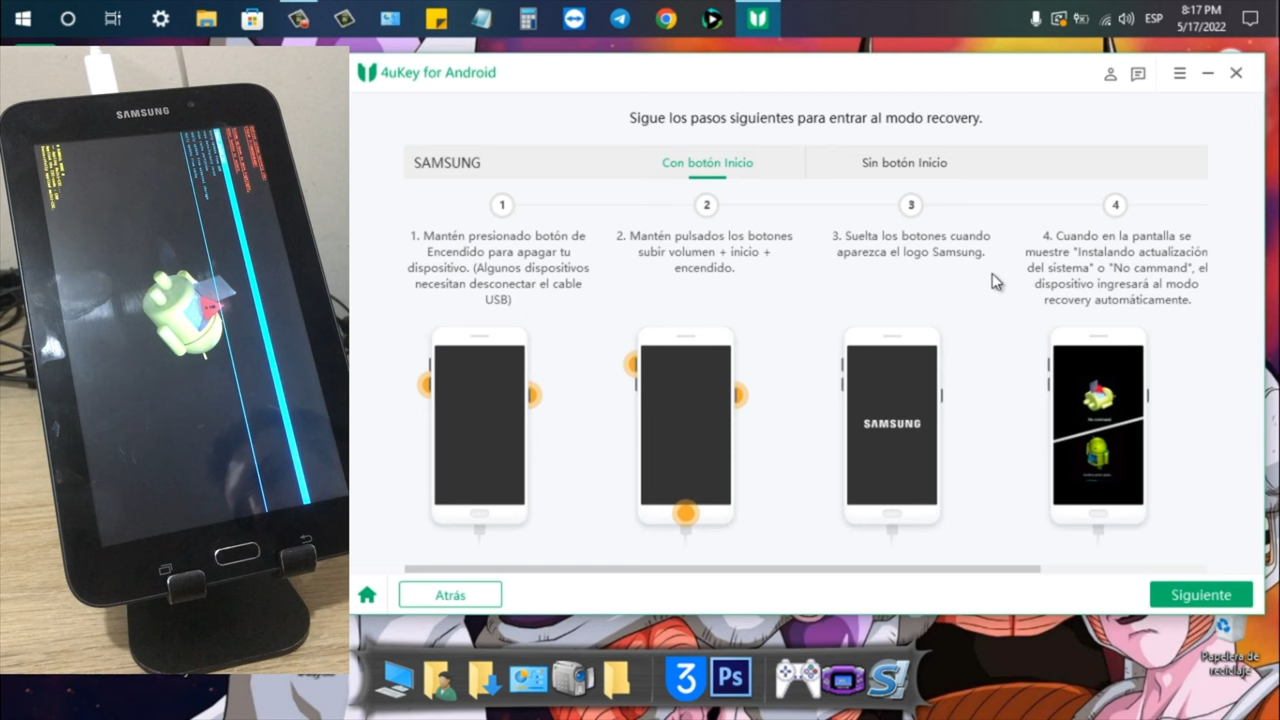 8:17 PM
ESP
5/17/2022
SAMSUNG
4uKey for Android
Sigue los pasos siguientes para entrar al modo recovery.
SAMSUNG
Con botón Inicio
Sin botón Inicio
1
2
3
4
1. Mantén presionado botón de
Encendido para apagar tu
dispositivo. (Algunos dispositivos
necesitan desconectar el cable
USB)
2. Mantén pulsados los botones
subir volumen + inicio +
encendido.
3. Suelta los botones cuando
aparezca el logo Samsung.
4. Cuando en la pantalla se
muestre "Instalando actualización
del sistema" o "No cammand", el
dispositivo ingresará al modo
recovery automáticamente.
SAMSUNG
No command
Atrás
Siguiente
Papelera de
reciclaje
3
Ps